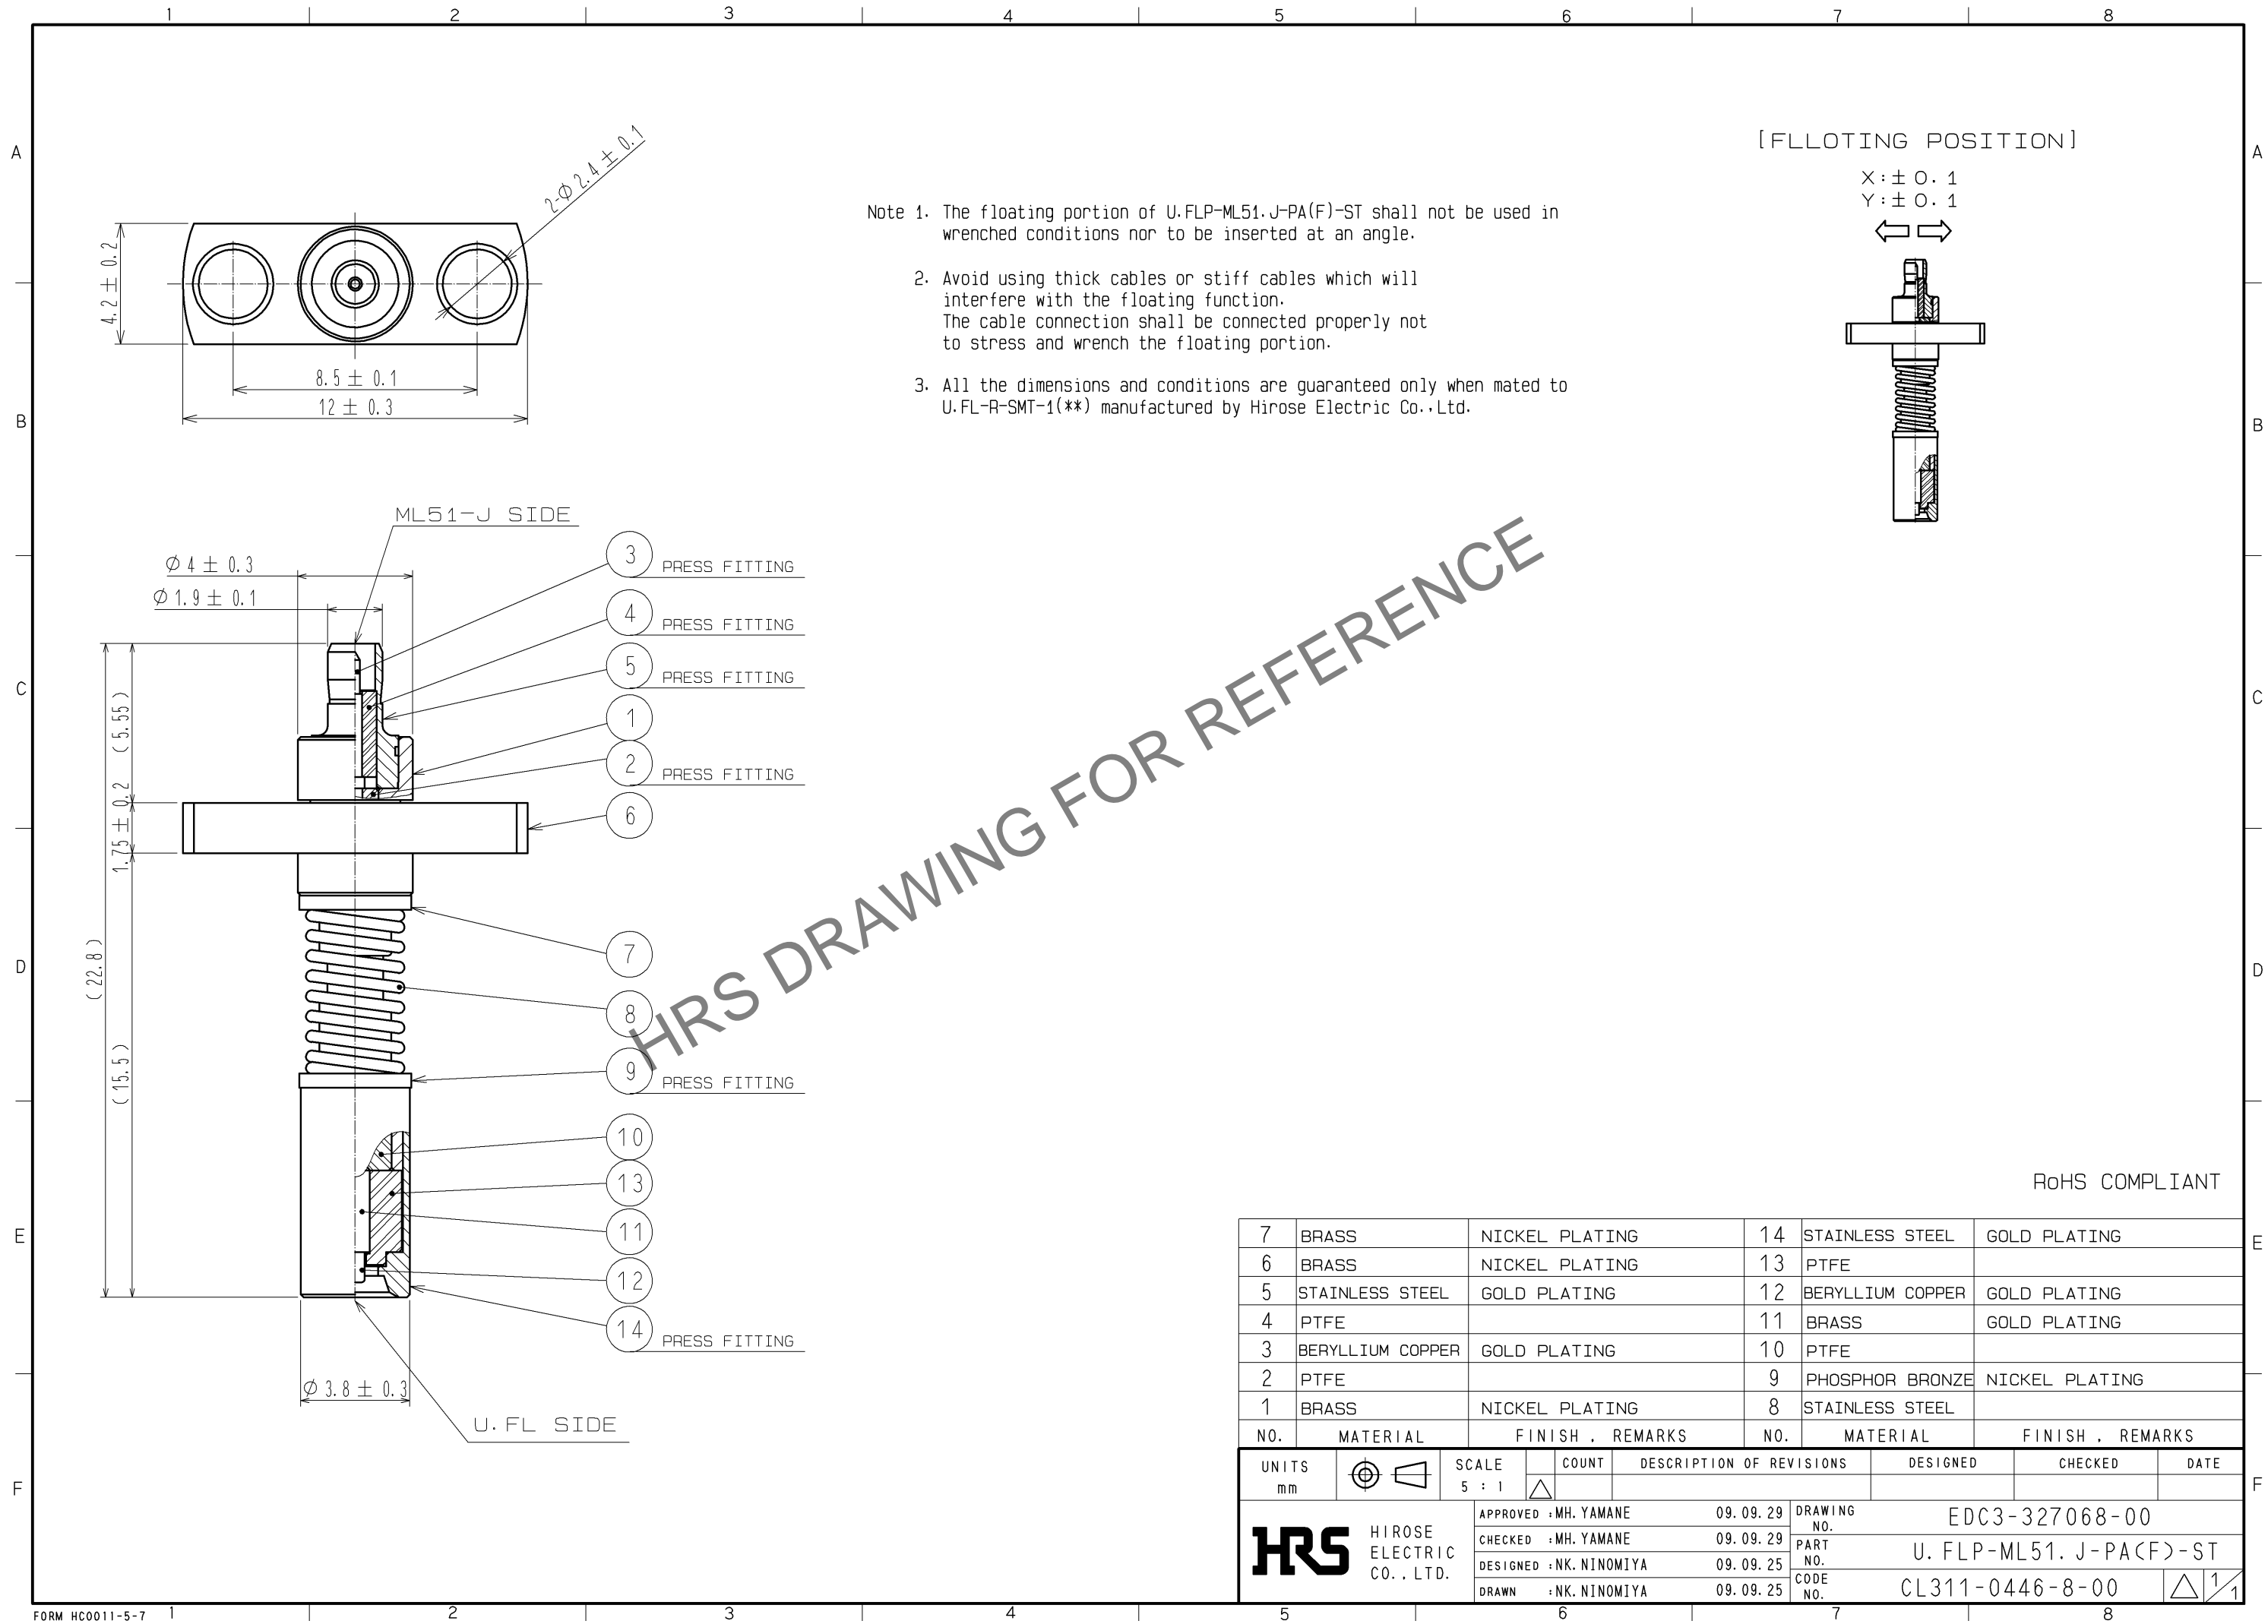 1 2 3 4 5 6 7 8
A
B
C
D
E
F
A
B
C
D
E
F
2-Ø2.4 ± 0.1
4.2 ± 0.2
8.5 ± 0.1
12 ± 0.3
Note 1. The floating portion of U.FLP-ML51.J-PA(F)-ST shall not be used in
wrenched conditions nor to be inserted at an angle.
2. Avoid using thick cables or stiff cables which will
interfere with the floating function.
The cable connection shall be connected properly not
to stress and wrench the floating portion.
3. All the dimensions and conditions are guaranteed only when mated to
U.FL-R-SMT-1(**) manufactured by Hirose Electric Co.,Ltd.
[FLLOTING POSITION]
X:± 0.1
Y:± 0.1
ML51-J SIDE
Ø4 ± 0.3
Ø1.9 ± 0.1
3 PRESS FITTING
4 PRESS FITTING
5 PRESS FITTING
1
2 PRESS FITTING
6
7
8
9 PRESS FITTING
10
13
11
12
14 PRESS FITTING
(5.55)
1.75 ± 0.2
(22.8)
(15.5)
Ø3.8 ± 0.3
U.FL SIDE
HRS DRAWING FOR REFERENCE
RoHS COMPLIANT
7 BRASS NICKEL PLATING 14 STAINLESS STEEL GOLD PLATING
6 BRASS NICKEL PLATING 13 PTFE
5 STAINLESS STEEL GOLD PLATING 12 BERYLLIUM COPPER GOLD PLATING
4 PTFE 11 BRASS GOLD PLATING
3 BERYLLIUM COPPER GOLD PLATING 10 PTFE
2 PTFE 9 PHOSPHOR BRONZE NICKEL PLATING
1 BRASS NICKEL PLATING 8 STAINLESS STEEL
NO. MATERIAL FINISH , REMARKS NO. MATERIAL FINISH , REMARKS
UNITS
mm
SCALE
5 : 1
COUNT DESCRIPTION OF REVISIONS DESIGNED CHECKED DATE
HRS
HIROSE
ELECTRIC
CO.,LTD.
APPROVED :MH.YAMANE 09.09.29
CHECKED :MH.YAMANE 09.09.29
DESIGNED :NK.NINOMIYA 09.09.25
DRAWN :NK.NINOMIYA 09.09.25
DRAWING NO. EDC3-327068-00
PART NO. U.FLP-ML51.J-PA(F)-ST
CODE NO. CL311-0446-8-00 1/1
FORM HC0011-5-7
1 2 3 4 5 6 7 8